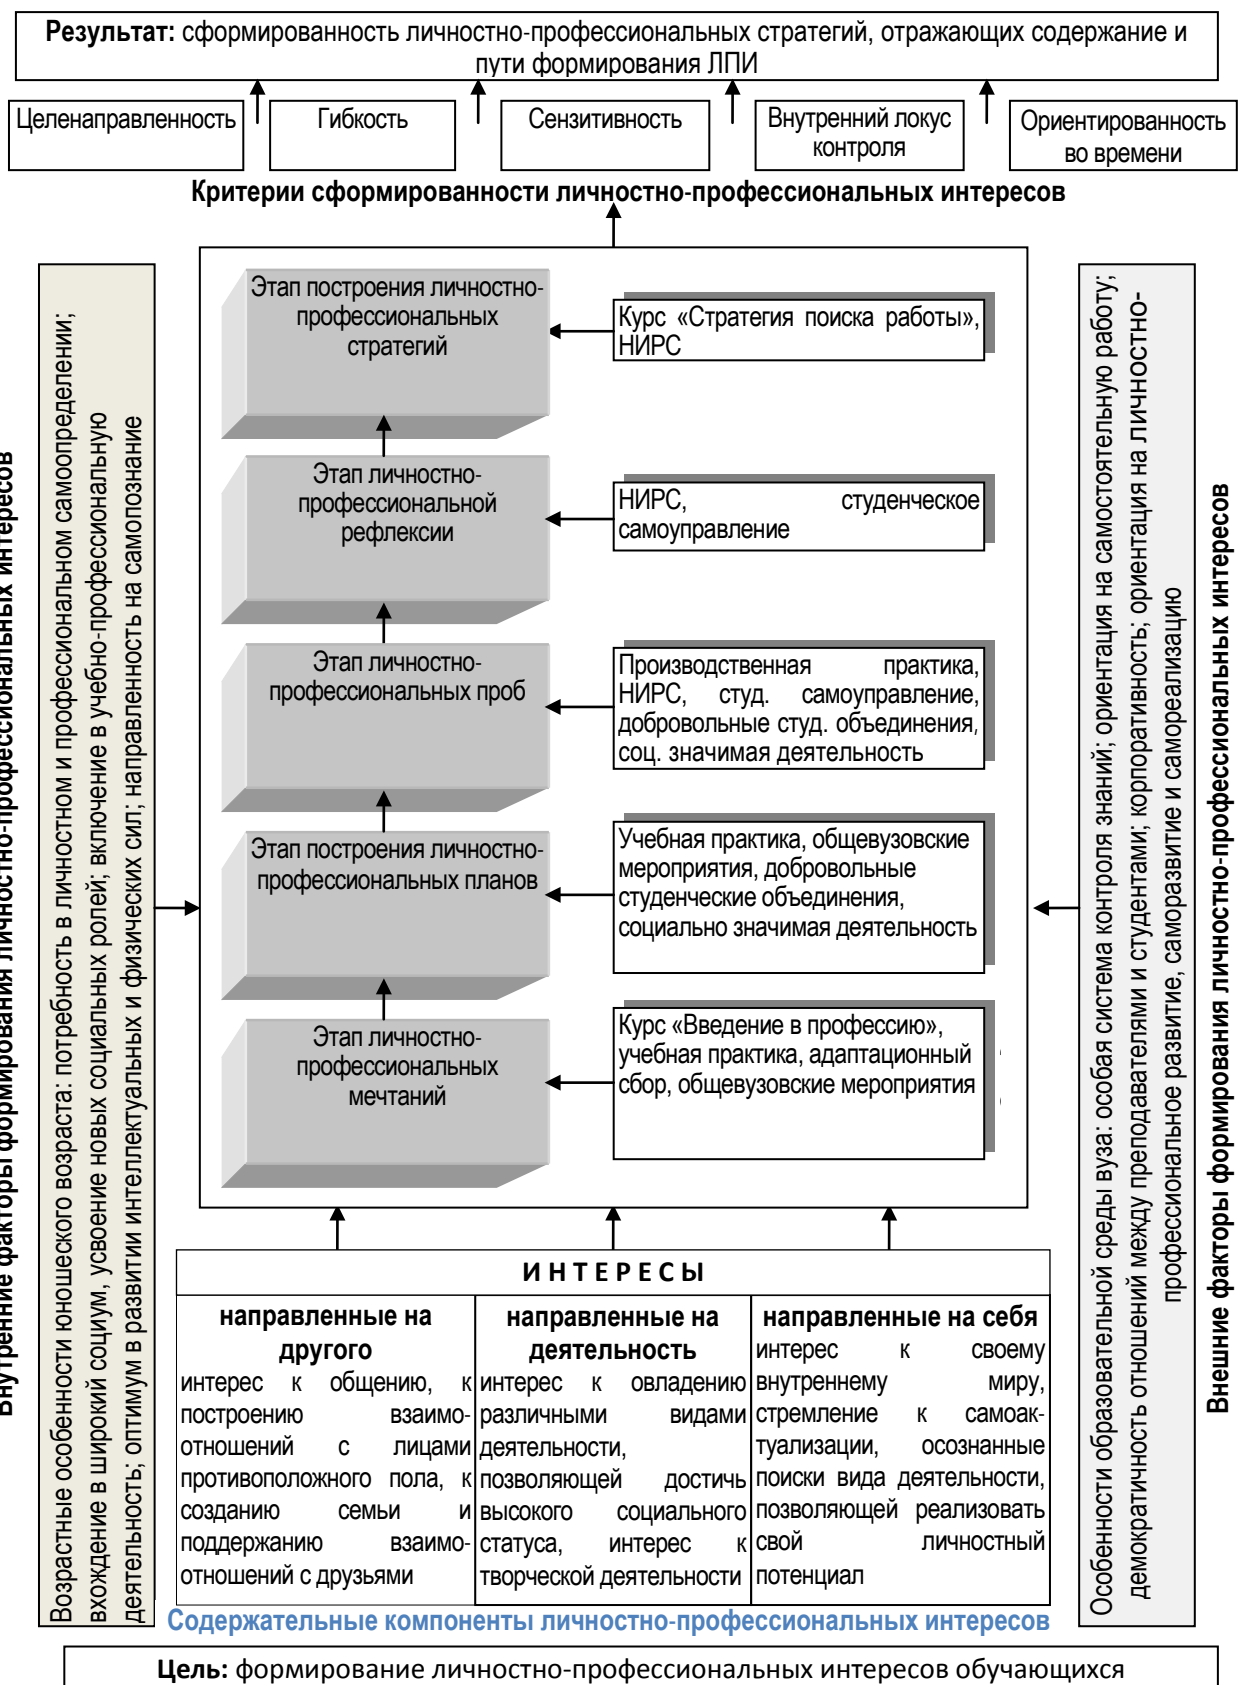 Результат: сформированность личностно-профессиональных стратегий, отражающих содержание и
пути формирования ЛПИ
Целенаправленность
Гибкость
Сензитивность
Внутренний локус
контроля
Ориентированность
во времени
Критерии сформированности личностно-профессиональных интересов
Внутренние факторы формирования личностно-профессиональных интересов
Возрастные особенности юношеского возраста: потребность в личностном и профессиональном самоопределении;
вхождение в широкий социум, усвоение новых социальных ролей; включение в учебно-профессиональную
деятельность; оптимум в развитии интеллектуальных и физических сил; направленность на самопознание
Этап построения личностно-
профессиональных
стратегий
Курс «Стратегия поиска работы»,
НИРС
Этап личностно-
профессиональной
рефлексии
НИРС, студенческое
самоуправление
Этап личностно-
профессиональных проб
Производственная практика,
НИРС, студ. самоуправление,
добровольные студ. объединения,
соц. значимая деятельность
Этап построения личностно-
профессиональных планов
Учебная практика, общевузовские
мероприятия, добровольные
студенческие объединения,
социально значимая деятельность
Этап личностно-
профессиональных
мечтаний
Курс «Введение в профессию»,
учебная практика, адаптационный
сбор, общевузовские мероприятия
Особенности образовательной среды вуза: особая система контроля знаний; ориентация на самостоятельную работу;
демократичность отношений между преподавателями и студентами; корпоративность; ориентация на личностно-
профессиональное развитие, саморазвитие и самореализацию
Внешние факторы формирования личностно-профессиональных интересов
ИНТЕРЕСЫ
направленные на
другого
интерес к общению, к
построению взаимо-
отношений с лицами
противоположного пола, к
созданию семьи и
поддержанию взаимо-
отношений с друзьями
направленные на
деятельность
интерес к овладению
различными видами
деятельности,
позволяющей достичь
высокого социального
статуса, интерес к
творческой деятельности
направленные на себя
интерес к своему
внутреннему миру,
стремление к самоак-
туализации, осознанные
поиски вида деятельности,
позволяющей реализовать
свой личностный
потенциал
Содержательные компоненты личностно-профессиональных интересов
Цель: формирование личностно-профессиональных интересов обучающихся